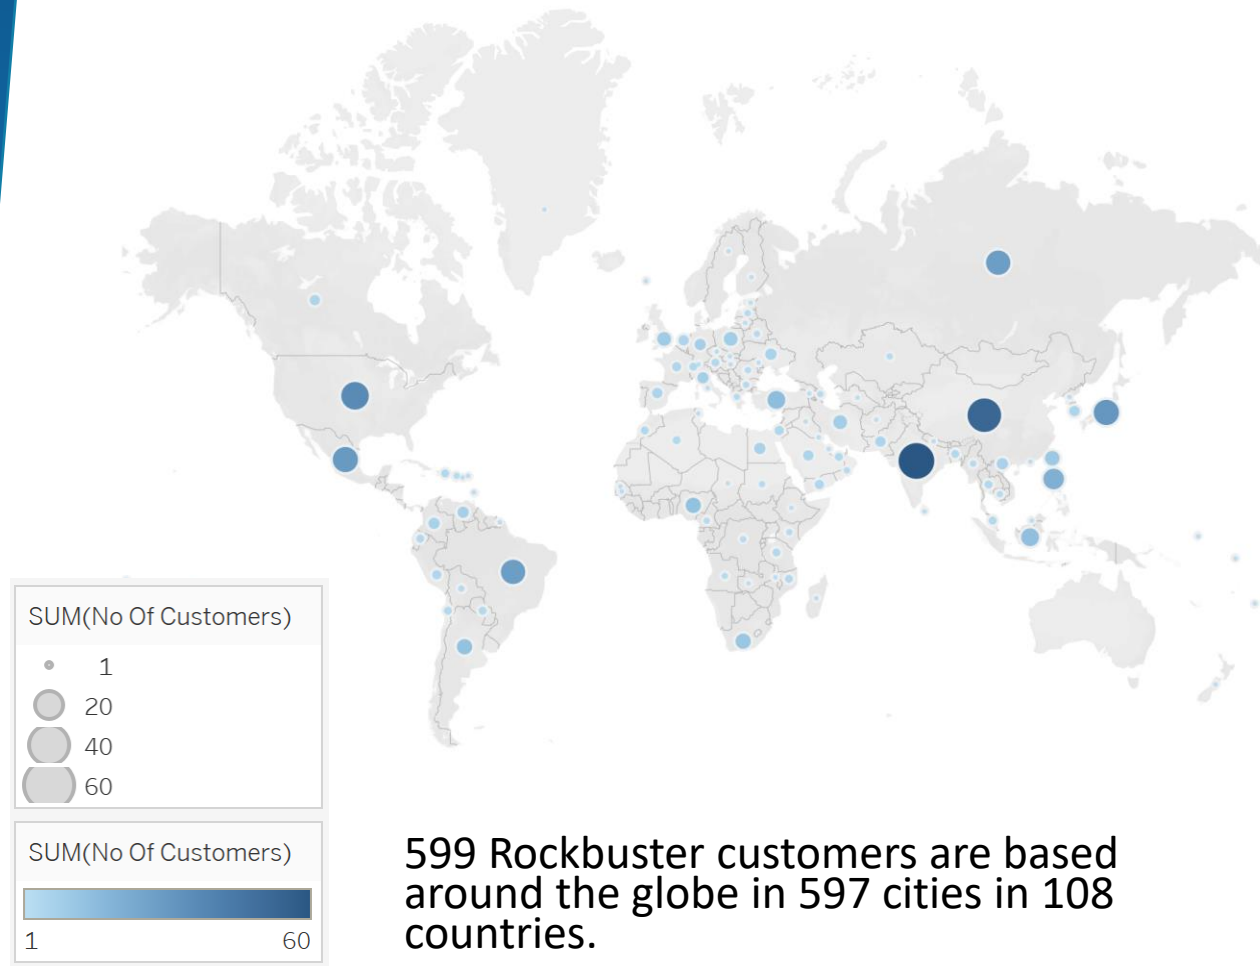 SUM(No Of Customers)
1
20
40
60
SUM(No Of Customers)
1 60
599 Rockbuster customers are based
around the globe in 597 cities in 108
countries.